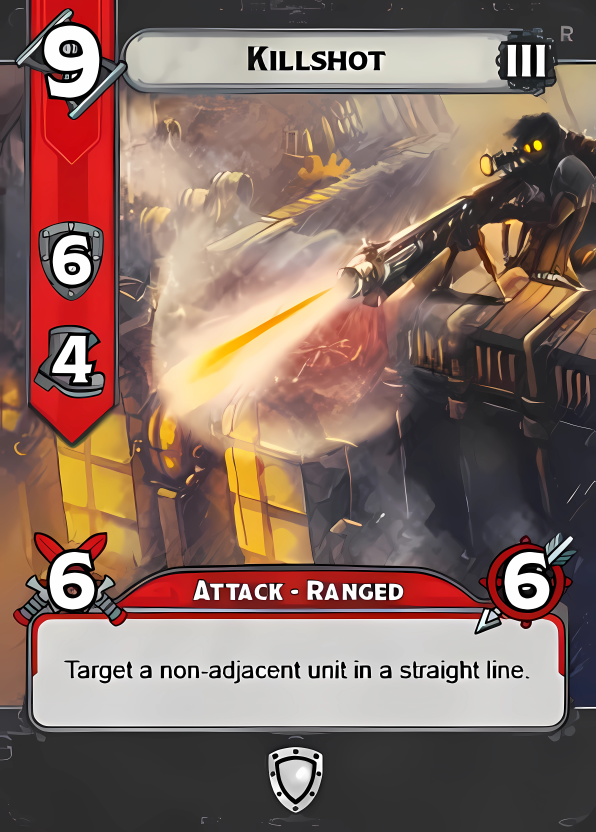 R
9
Killshot
III
6
4
6
Attack - Ranged
6
Target a non-adjacent unit in a straight line.